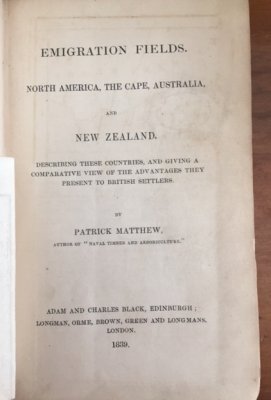 EMIGRATION FIELDS.
NORTH AMERICA, THE CAPE, AUSTRALIA,
AND
NEW ZEALAND,
DESCRIBING THESE COUNTRIES, AND GIVING A
COMPARATIVE VIEW OF THE ADVANTAGES THEY
PRESENT TO BRITISH SETTLERS.
BY
PATRICK MATTHEW,
AUTHOR OF "NAVAL TIMBER AND ARBORICULTURE."
ADAM AND CHARLES BLACK, EDINBURGH;
LONGMAN, ORME, BROWN, GREEN AND LONGMANS,
LONDON.
1839.